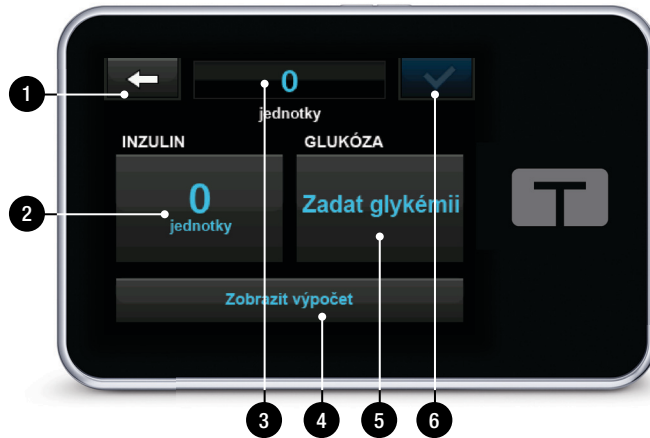 0
jednotky
INZULIN
GLUKÓZA
0
jednotky
Zadat glykémii
Zobrazit výpočet
1
2
3
4
5
6